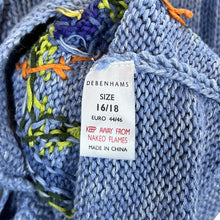 DEBENHAMS
SIZE
16/18
EURO 44/46
KEEP AWAY FROM
NAKED FLAMES
MADE IN CHINA